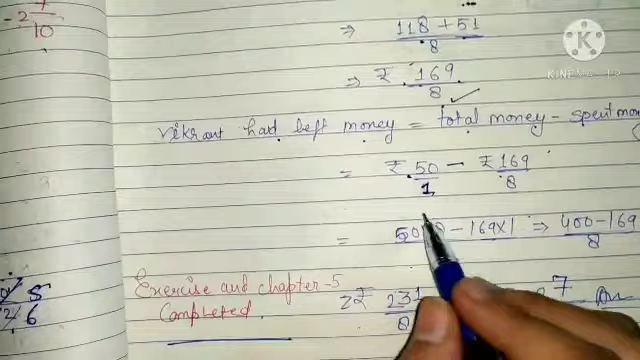 -2 7/10
⇒ 118 + 51 / 8
⇒ ₹ 169 / 8
KINEMA
Vikrant had left money = total money - spent mon
= ₹ 50/1 - ₹ 169/8
= - 169×1 ⇒ 400 - 169 / 8
Exercise and chapter-5
Completed.
₹ 231 / 8